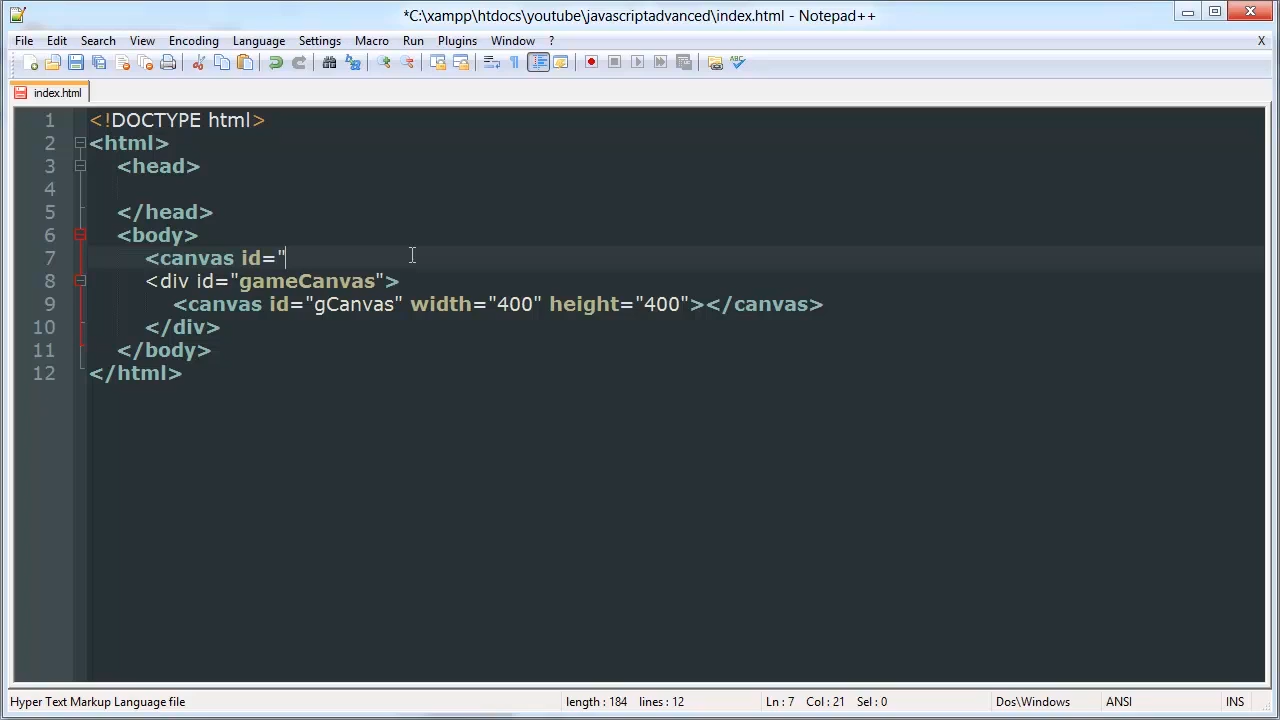 *C:\xampp\htdocs\youtube\javascriptadvanced\index.html - Notepad++
File Edit Search View Encoding Language Settings Macro Run Plugins Window ? X
index.html
1 <!DOCTYPE html>
2 <html>
3 <head>
4
5 </head>
6 <body>
7 <canvas id="
8 <div id="gameCanvas">
9 <canvas id="gCanvas" width="400" height="400"></canvas>
10 </div>
11 </body>
12 </html>
Hyper Text Markup Language file length : 184 lines : 12 Ln : 7 Col : 21 Sel : 0 Dos\Windows ANSI INS